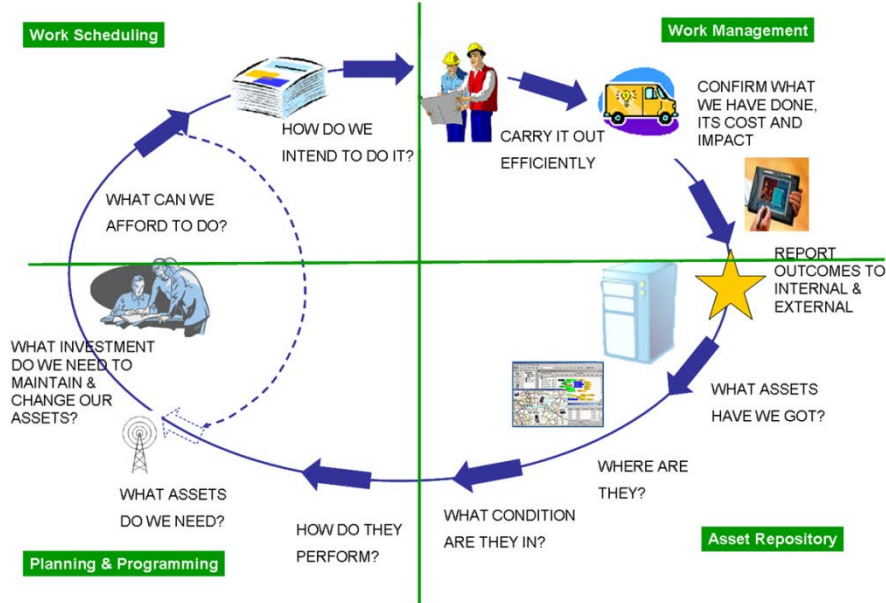 Work Scheduling
Work Management
HOW DO WE
INTEND TO DO IT?
CARRY IT OUT
EFFICIENTLY
CONFIRM WHAT
WE HAVE DONE,
ITS COST AND
IMPACT
WHAT CAN WE
AFFORD TO DO?
REPORT
OUTCOMES TO
INTERNAL &
EXTERNAL
WHAT INVESTMENT
DO WE NEED TO
MAINTAIN &
CHANGE OUR
ASSETS?
WHAT ASSETS
HAVE WE GOT?
WHERE ARE
THEY?
WHAT CONDITION
ARE THEY IN?
HOW DO THEY
PERFORM?
WHAT ASSETS
DO WE NEED?
Planning & Programming
Asset Repository